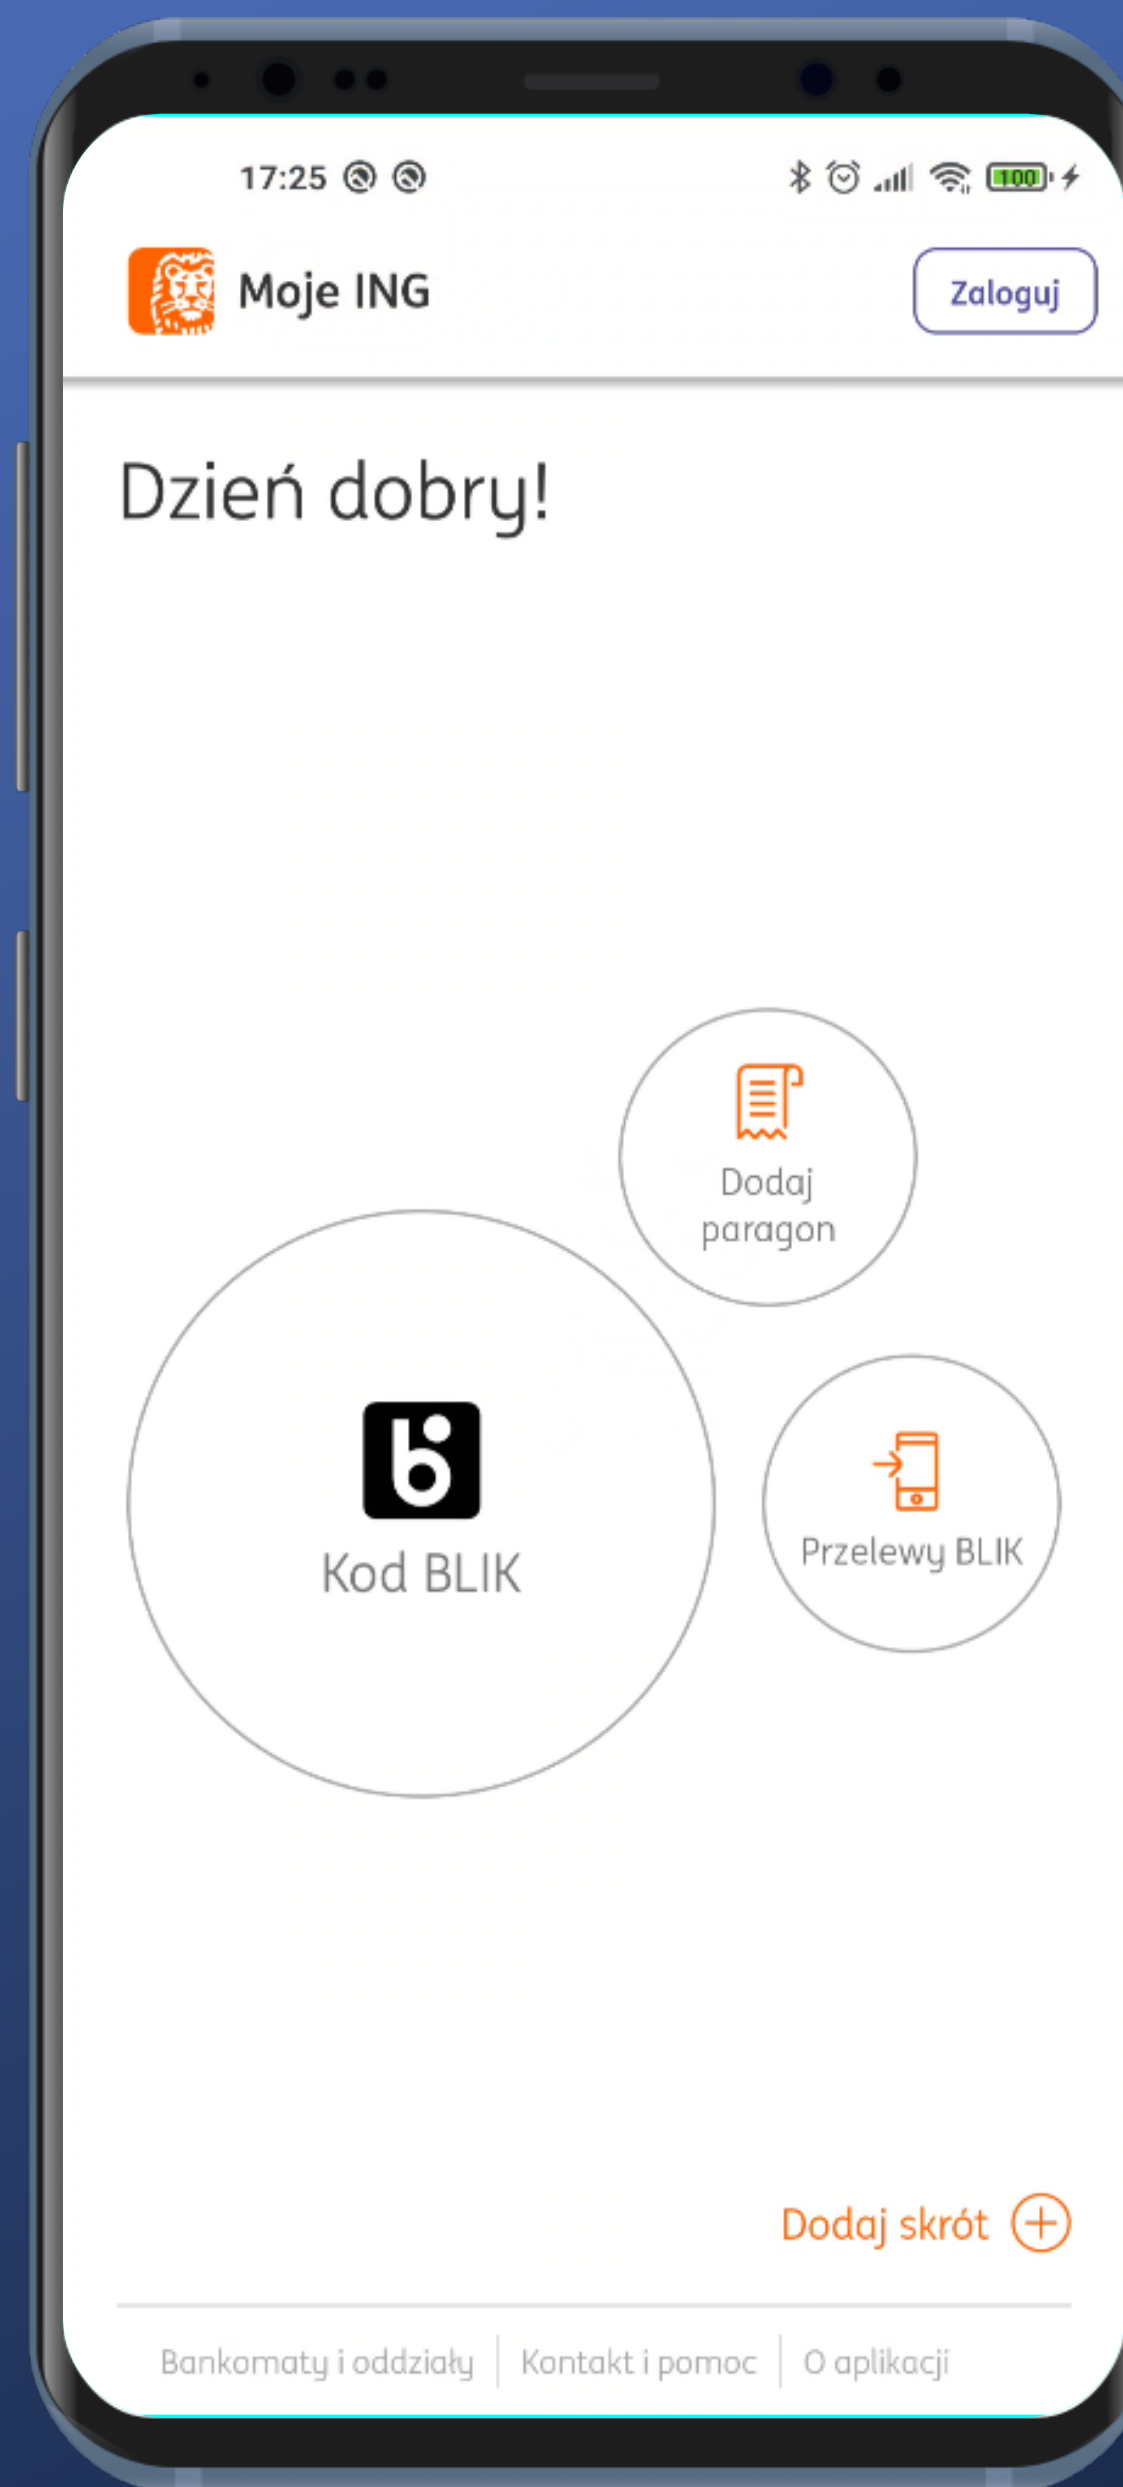 17:25
100
Moje ING
Zaloguj
Dzień dobry!
Dodaj
paragon
Kod BLIK
Przelewy BLIK
Dodaj skrót
Bankomaty i oddziały
Kontakt i pomoc
O aplikacji